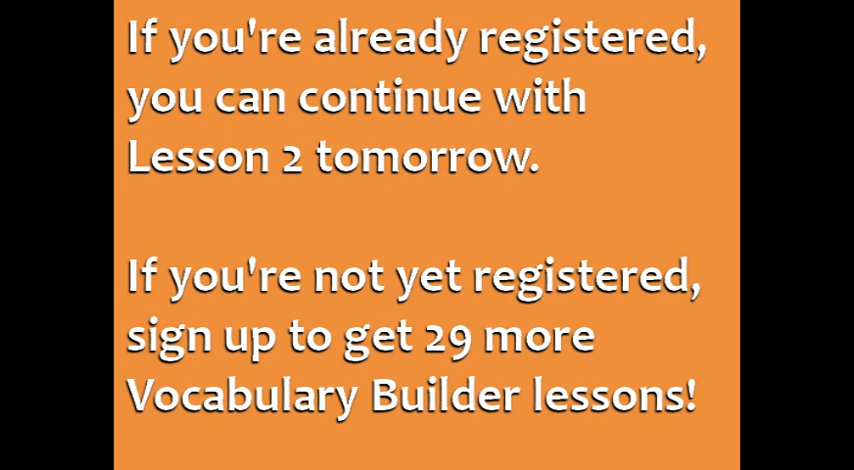 If you're already registered,
you can continue with
Lesson 2 tomorrow.
If you're not yet registered,
sign up to get 29 more
Vocabulary Builder lessons!